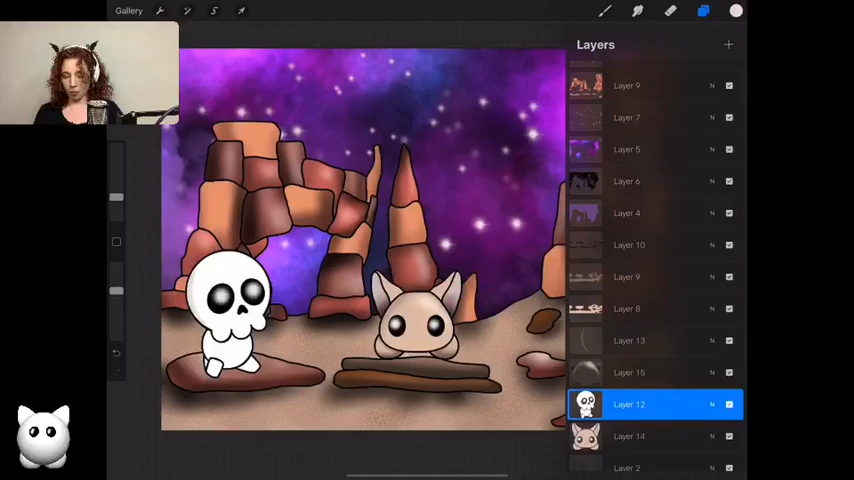 Gallery
Layers
Layer 9 N
Layer 7 N
Layer 5 N
Layer 6 N
Layer 4 N
Layer 10 N
Layer 9 N
Layer 8 N
Layer 13 N
Layer 15 N
Layer 12 N
Layer 14 N
Layer 2 N